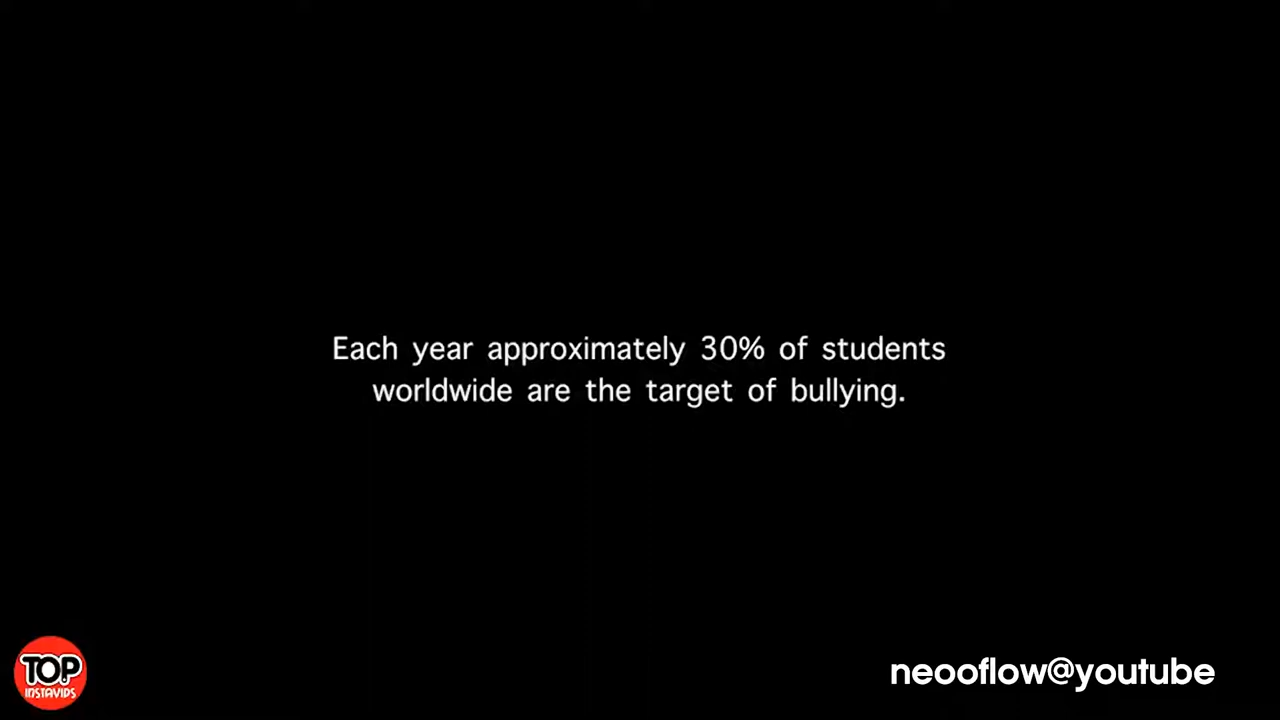 Each year approximately 30% of students
worldwide are the target of bullying.
TOP
INSTAVIDS
neooflow@youtube